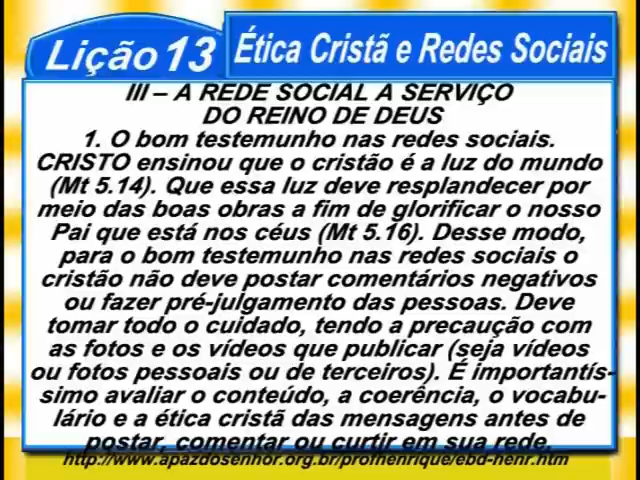 Lição 13
Ética Cristã e Redes Sociais
III – A REDE SOCIAL A SERVIÇO
DO REINO DE DEUS
1. O bom testemunho nas redes sociais.
CRISTO ensinou que o cristão é a luz do mundo
(Mt 5.14). Que essa luz deve resplandecer por
meio das boas obras a fim de glorificar o nosso
Pai que está nos céus (Mt 5.16). Desse modo,
para o bom testemunho nas redes sociais o
cristão não deve postar comentários negativos
ou fazer pré-julgamento das pessoas. Deve
tomar todo o cuidado, tendo a precaução com
as fotos e os vídeos que publicar (seja vídeos
ou fotos pessoais ou de terceiros). É importantís-
simo avaliar o conteúdo, a coerência, o vocabu-
lário e a ética cristã das mensagens antes de
postar, comentar ou curtir em sua rede.
http://www.apazdosenhor.org.br/profhenrique/ebd-henr.htm